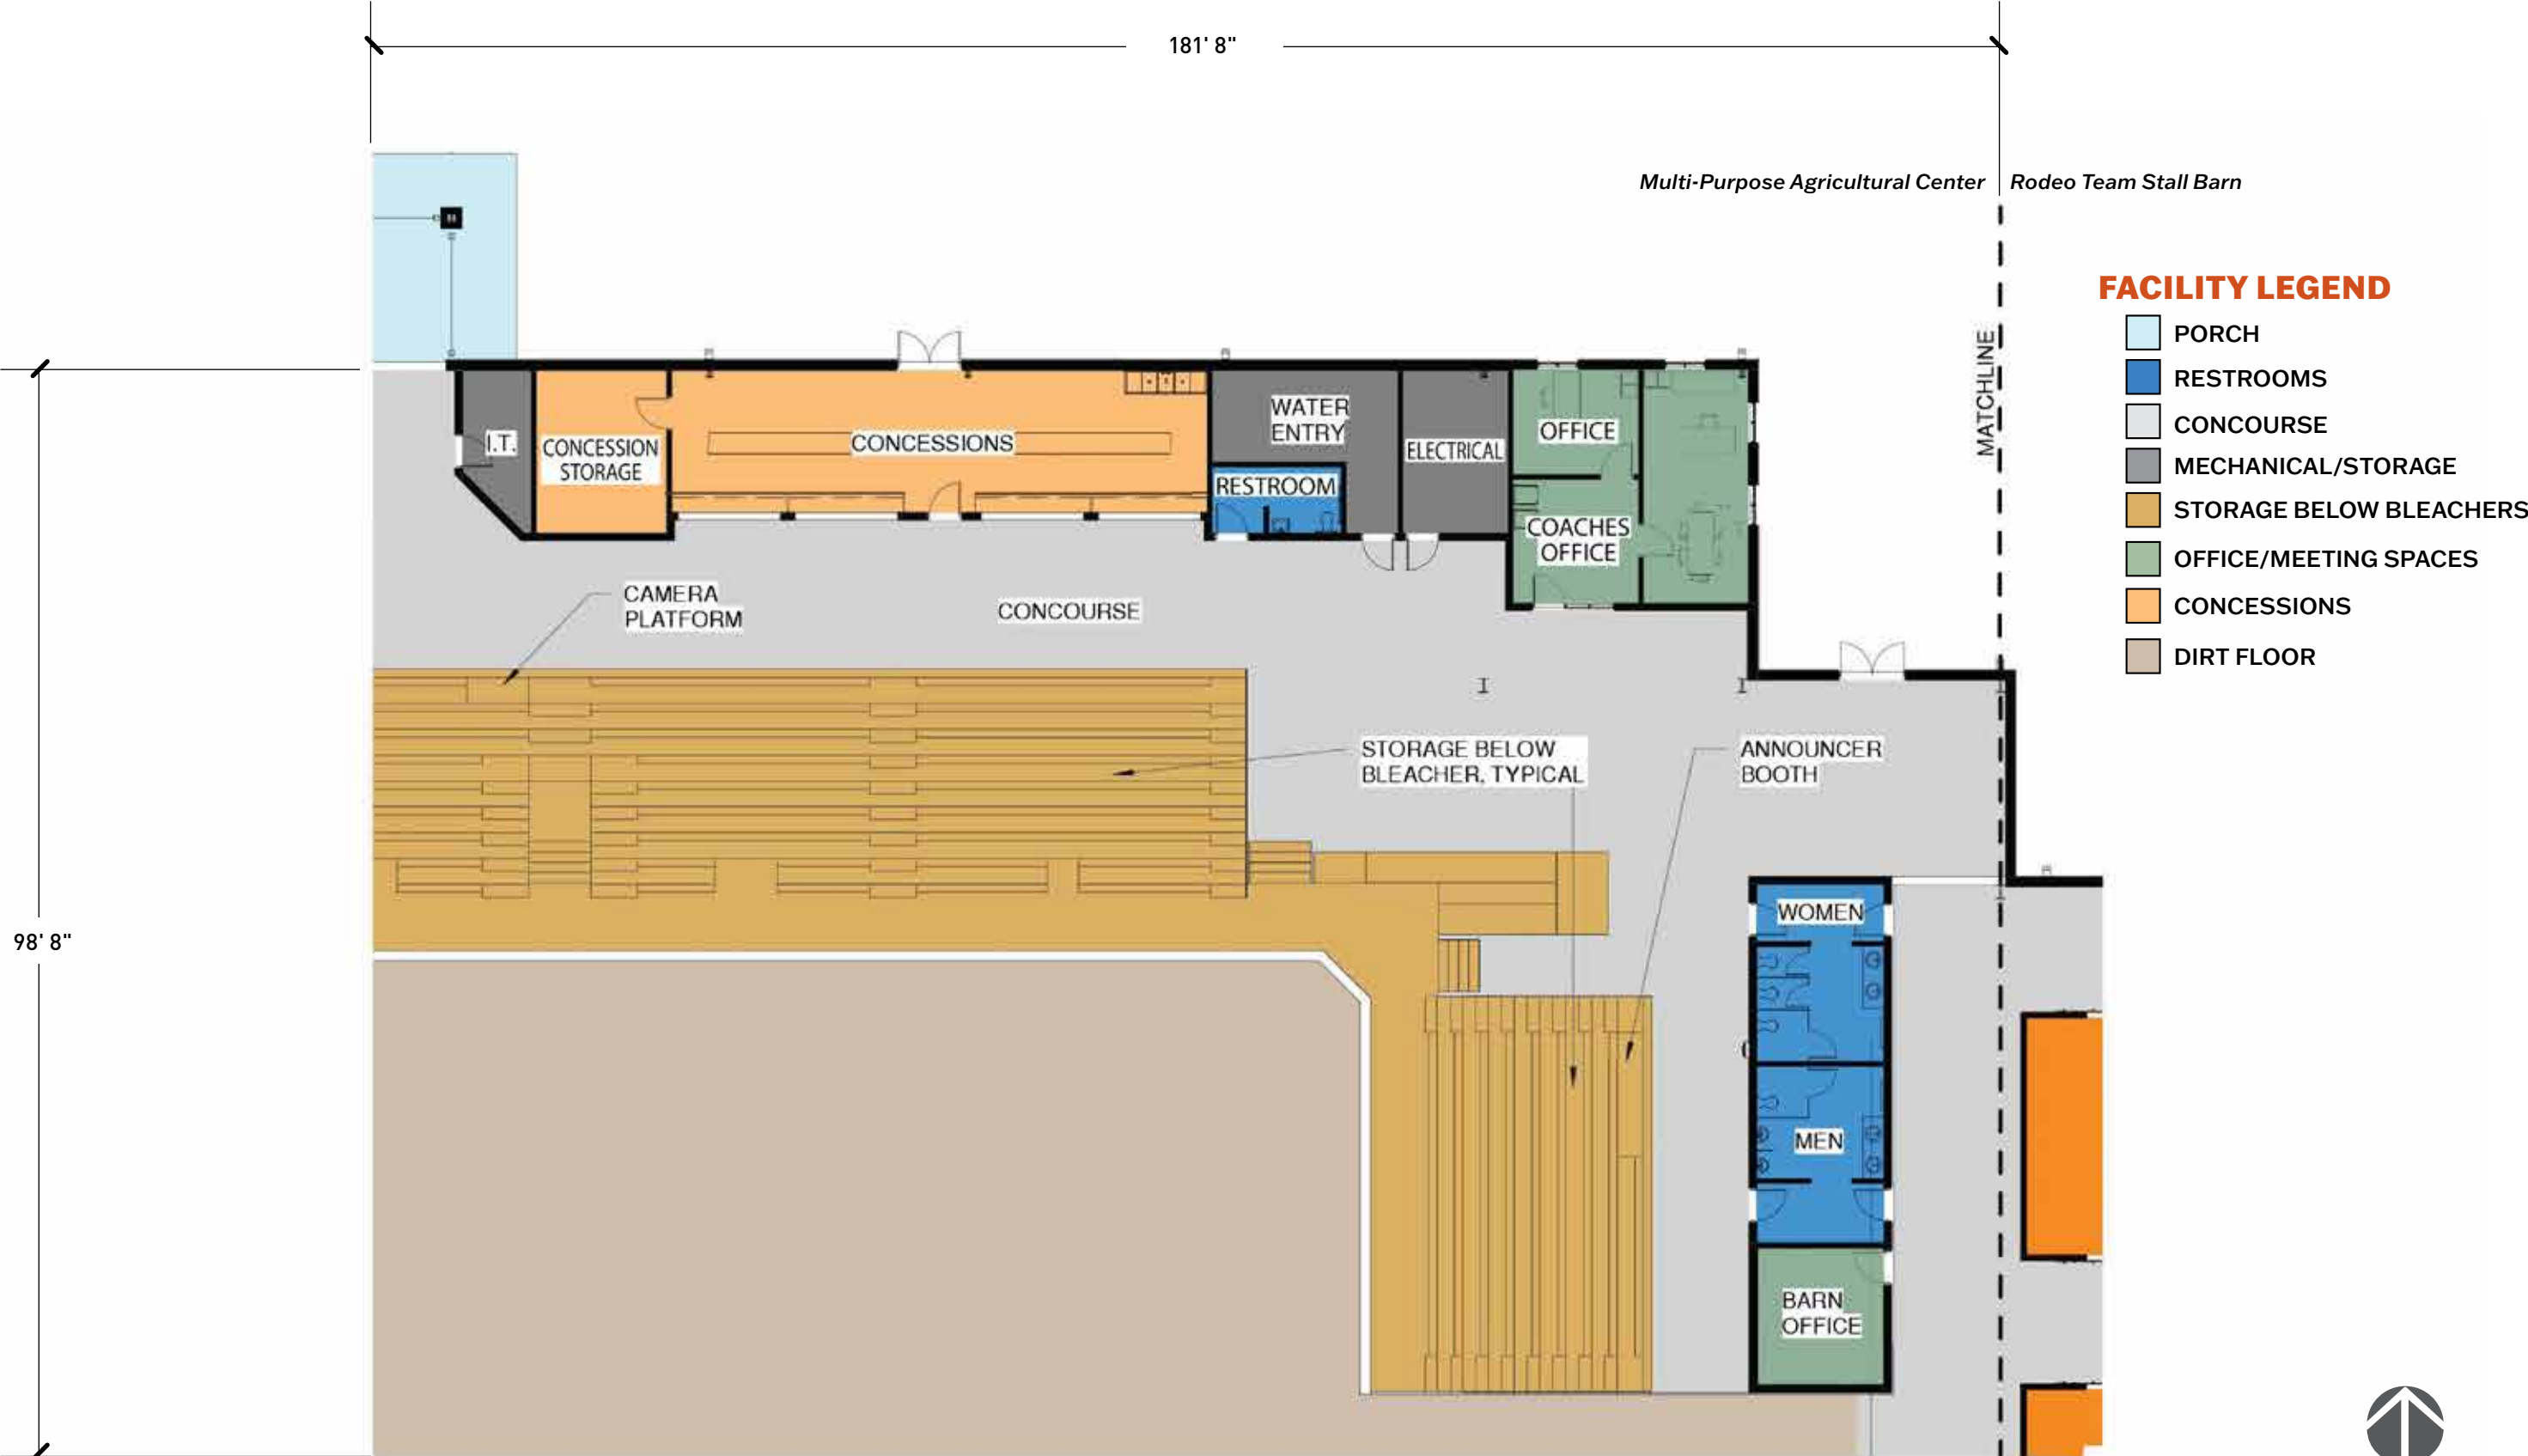 181' 8"
Multi-Purpose Agricultural Center
Rodeo Team Stall Barn
FACILITY LEGEND
PORCH
RESTROOMS
CONCOURSE
MECHANICAL/STORAGE
STORAGE BELOW BLEACHERS
OFFICE/MEETING SPACES
CONCESSIONS
DIRT FLOOR
MATCHLINE
I.T.
CONCESSION
STORAGE
CONCESSIONS
WATER
ENTRY
RESTROOM
ELECTRICAL
OFFICE
COACHES
OFFICE
CAMERA
PLATFORM
CONCOURSE
STORAGE BELOW
BLEACHER, TYPICAL
ANNOUNCER
BOOTH
98' 8"
WOMEN
MEN
BARN
OFFICE